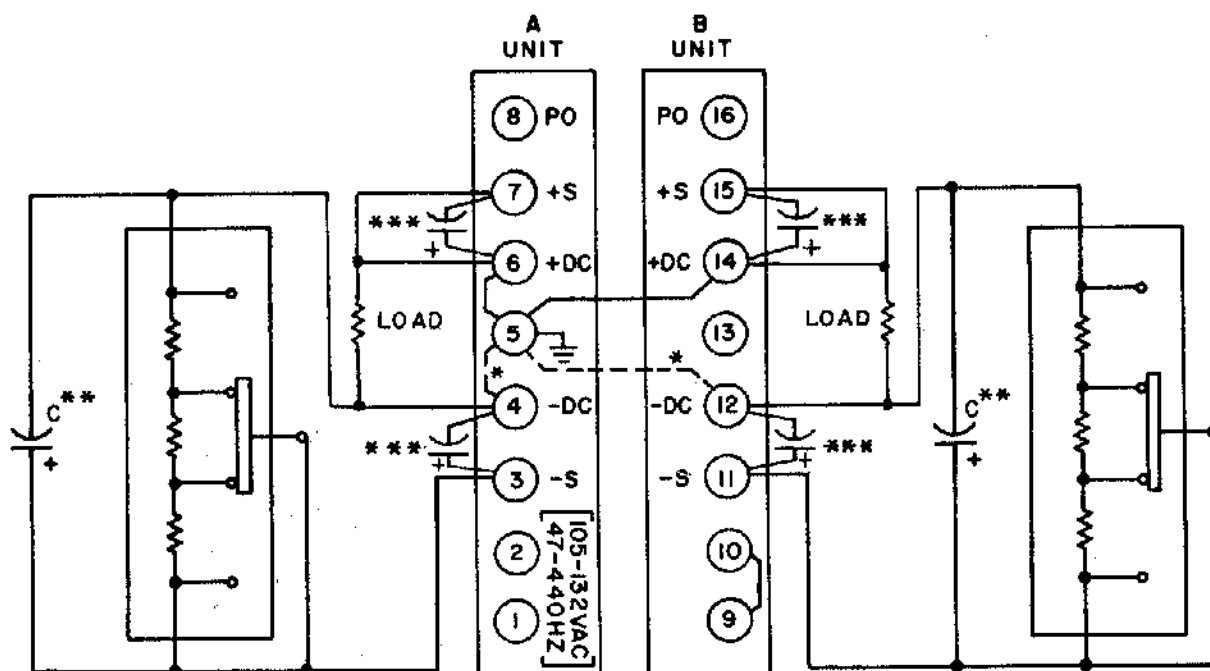 A
UNIT
B
UNIT
8 PO
PO 16
7 +S
+S 15
***
+
***
+
6 +DC
+DC 14
LOAD
5
13
LOAD
*
*
4 -DC
-DC 12
C**
+
***
+
***
+
C**
+
3 -S
-S 11
2
10
1
9
[105-132VAC
47-440HZ]